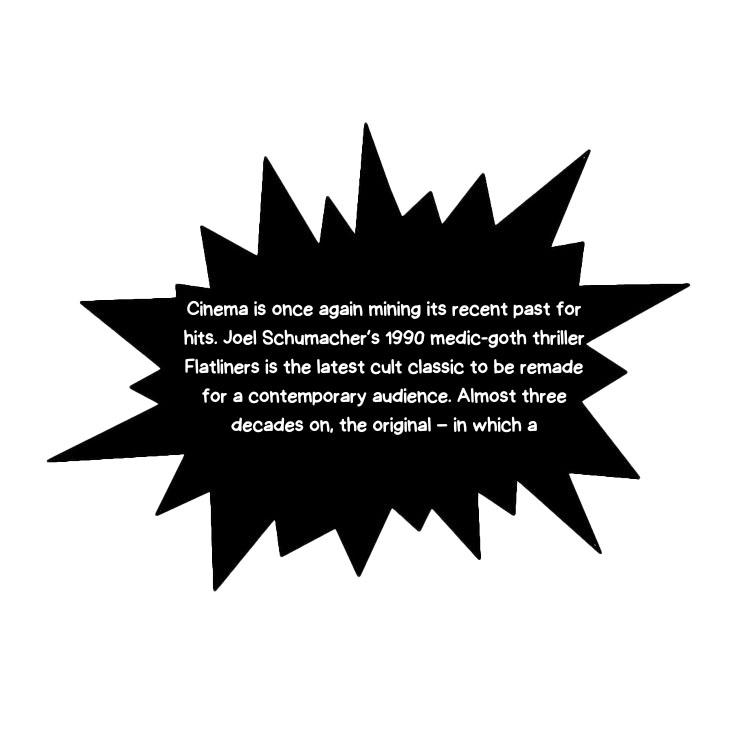 Cinema is once again mining its recent past for
hits. Joel Schumacher's 1990 medic-goth thriller
Flatliners is the latest cult classic to be remade
for a contemporary audience. Almost three
decades on, the original – in which a